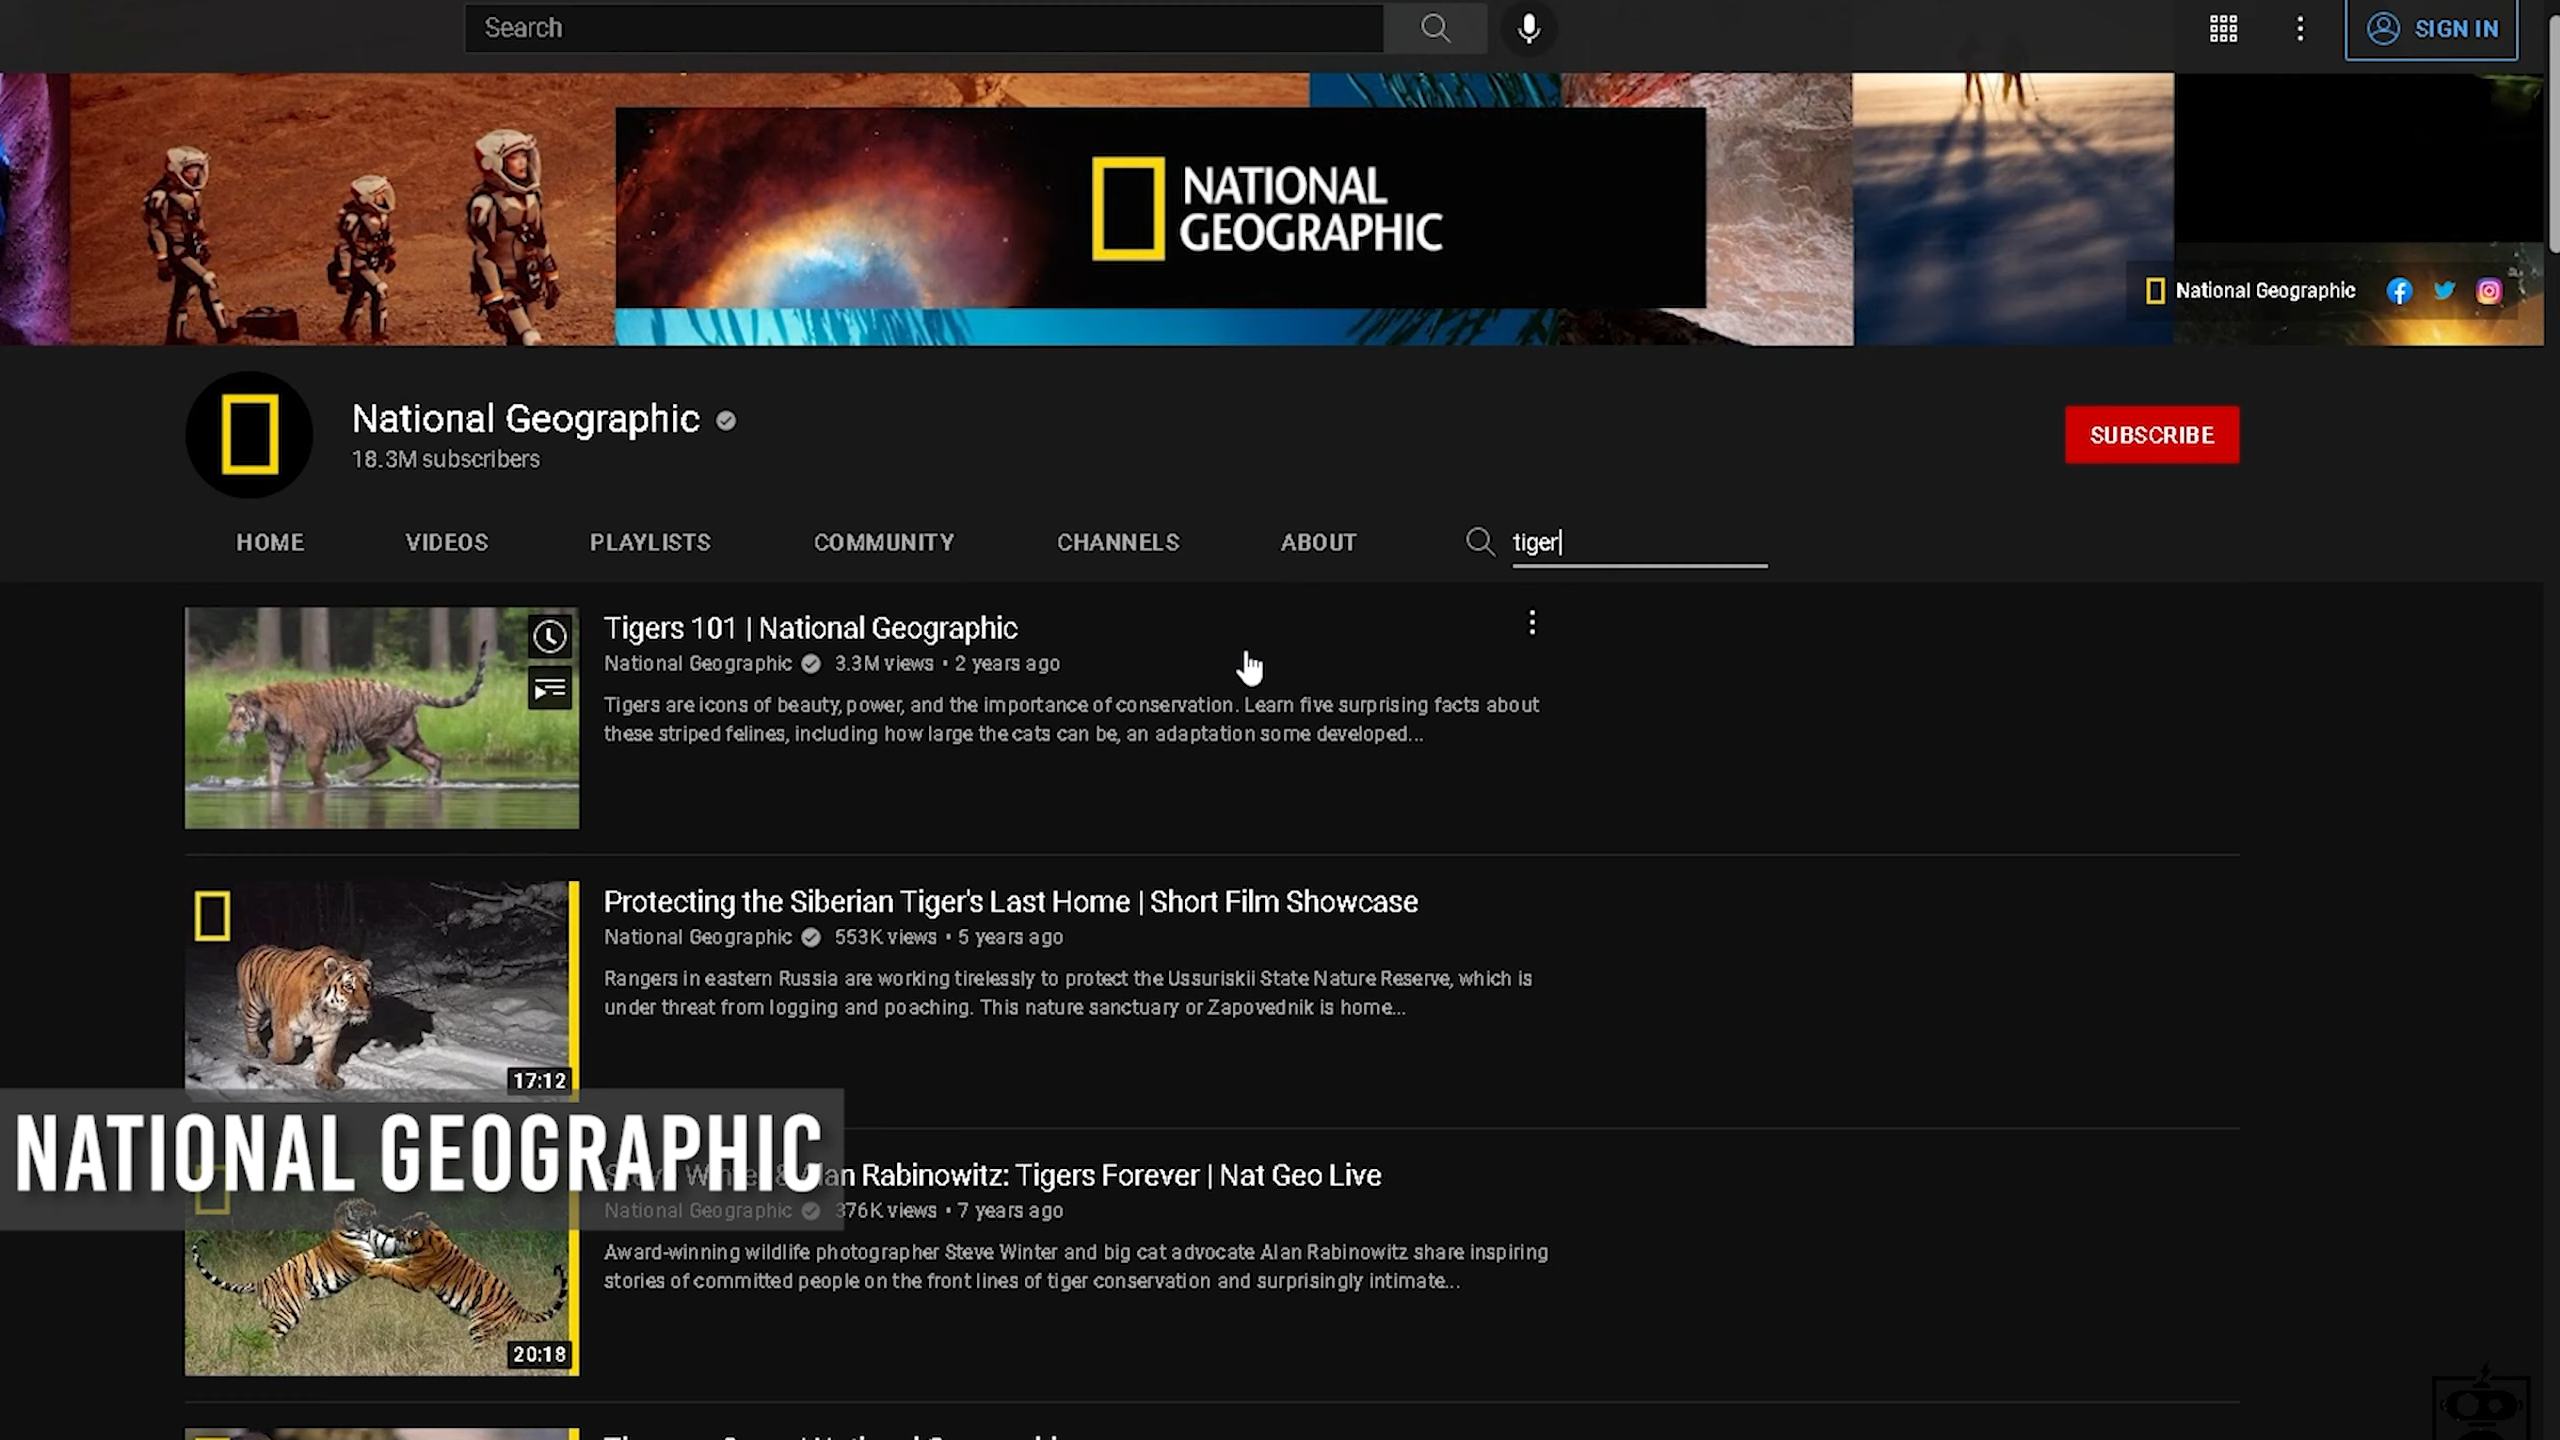 Search
SIGN IN
NATIONAL
GEOGRAPHIC
National Geographic
National Geographic
18.3M subscribers
SUBSCRIBE
HOME
VIDEOS
PLAYLISTS
COMMUNITY
CHANNELS
ABOUT
tiger
Tigers 101 | National Geographic
National Geographic 3.3M views • 2 years ago
Tigers are icons of beauty, power, and the importance of conservation. Learn five surprising facts about
these striped felines, including how large the cats can be, an adaptation some developed...
Protecting the Siberian Tiger's Last Home | Short Film Showcase
National Geographic 553K views • 5 years ago
Rangers in eastern Russia are working tirelessly to protect the Ussuriskii State Nature Reserve, which is
under threat from logging and poaching. This nature sanctuary or Zapovednik is home...
17:12
NATIONAL GEOGRAPHIC
Rabinowitz: Tigers Forever | Nat Geo Live
National Geographic 376K views • 7 years ago
Award-winning wildlife photographer Steve Winter and big cat advocate Alan Rabinowitz share inspiring
stories of committed people on the front lines of tiger conservation and surprisingly intimate...
20:18